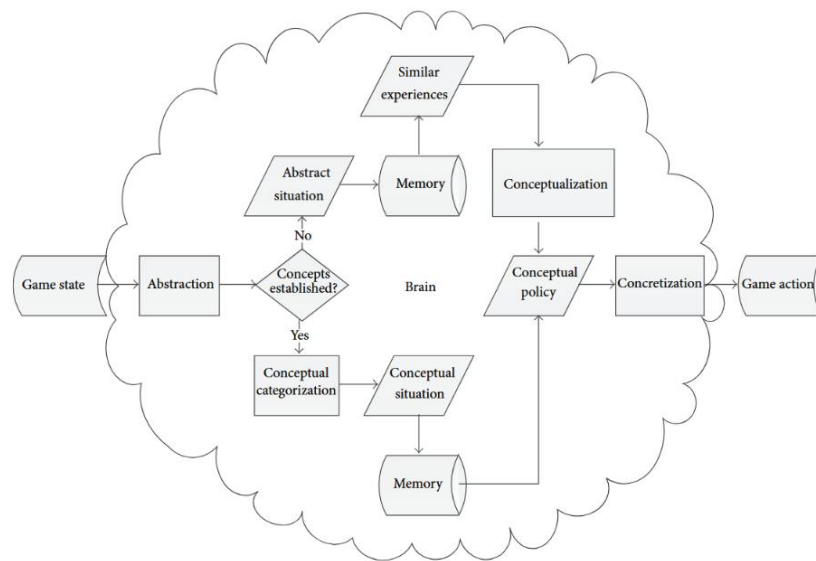 Similar
experiences
Abstract
situation
Memory
Conceptualization
No
Game state
Abstraction
Concepts
established?
Brain
Conceptual
policy
Concretization
Game action
Yes
Conceptual
categorization
Conceptual
situation
Memory